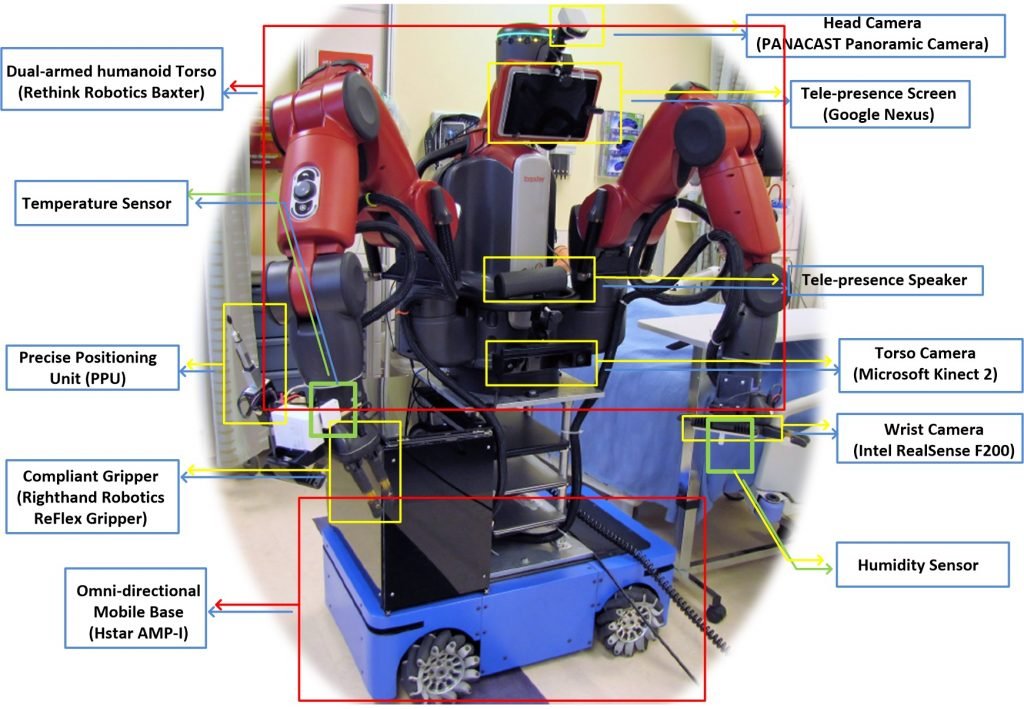 Head Camera
(PANACAST Panoramic Camera)
Dual-armed humanoid Torso
(Rethink Robotics Baxter)
Tele-presence Screen
(Google Nexus)
Temperature Sensor
Tele-presence Speaker
Precise Positioning
Unit (PPU)
Torso Camera
(Microsoft Kinect 2)
Wrist Camera
(Intel RealSense F200)
Compliant Gripper
(Righthand Robotics
ReFlex Gripper)
Humidity Sensor
Omni-directional
Mobile Base
(Hstar AMP-I)